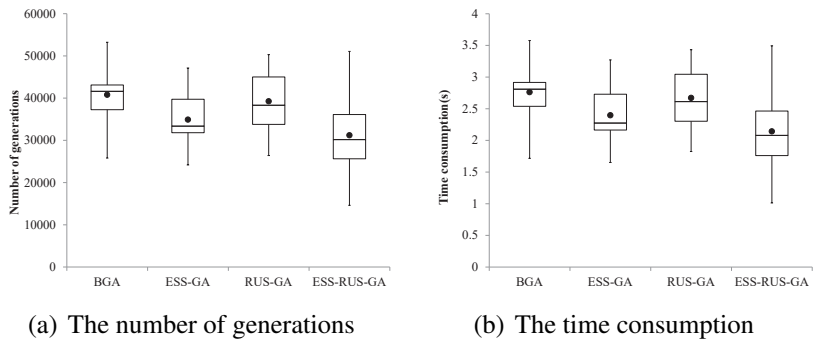 60000
50000
40000
30000
20000
10000
0
Number of generations
BGA ESS-GA RUS-GA ESS-RUS-GA
(a) The number of generations
4
3.5
3
2.5
2
1.5
1
0.5
0
Time consumption(s)
BGA ESS-GA RUS-GA ESS-RUS-GA
(b) The time consumption